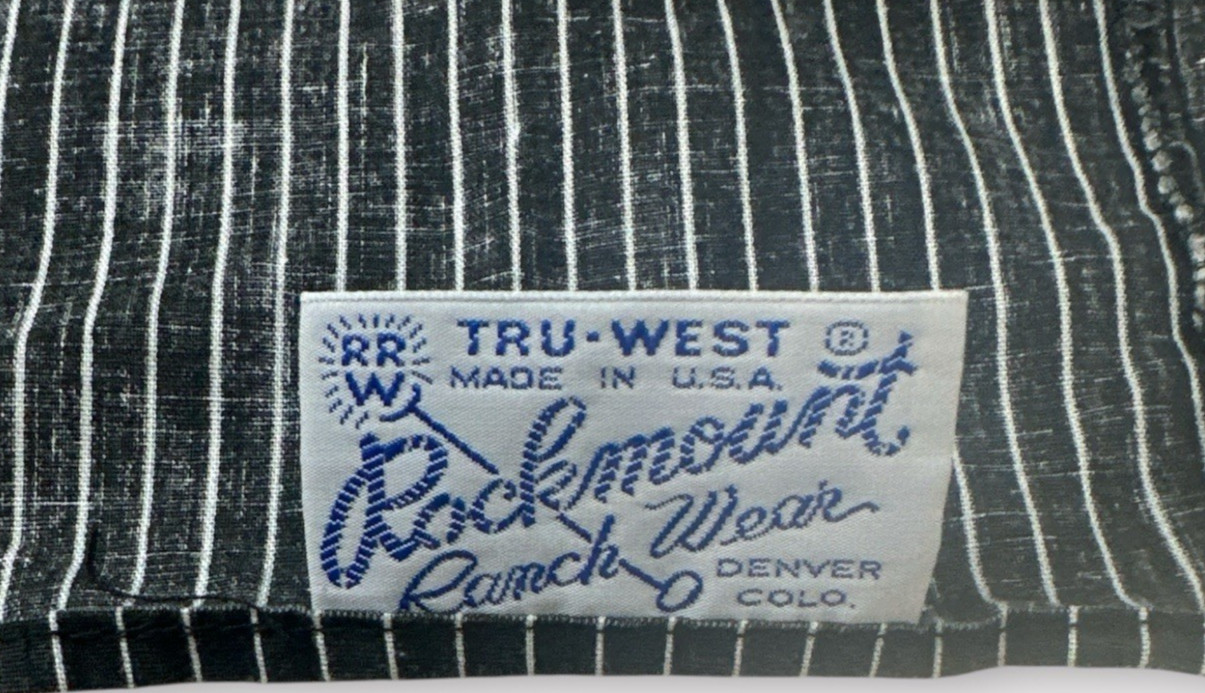 RR
W
TRU-WEST ®
MADE IN U.S.A.
Rockmount
Ranch Wear
DENVER
COLO.